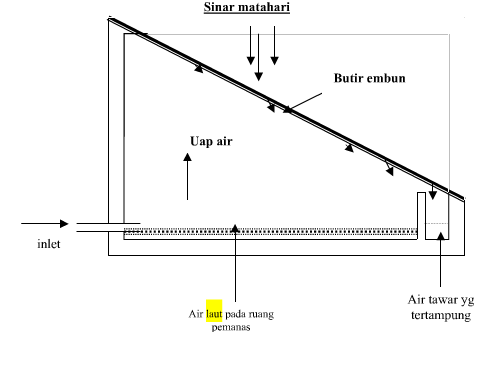 Sinar matahari
Butir embun
Uap air
inlet
Air laut pada ruang
pemanas
Air tawar yg
tertampung